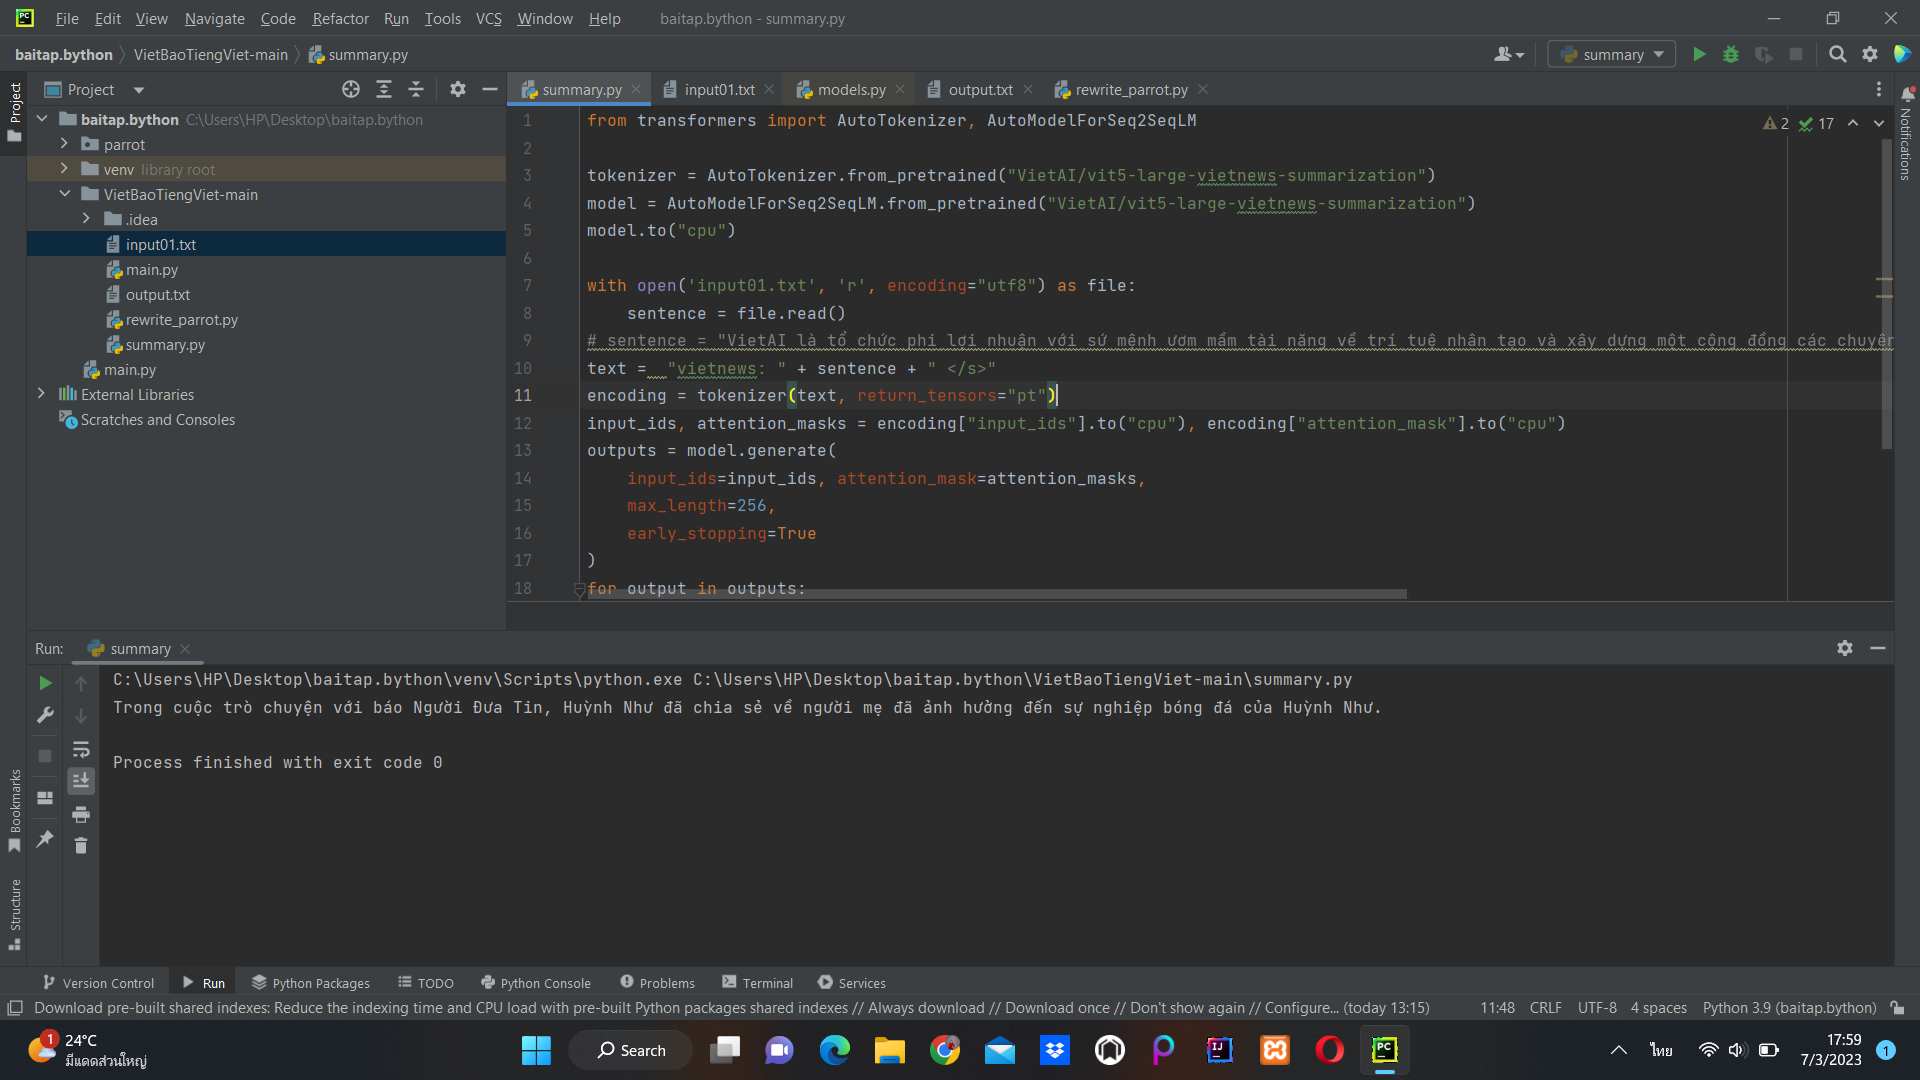 PC File Edit View Navigate Code Refactor Run Tools VCS Window Help baitap.bython - summary.py
baitap.bython VietBaoTiengViet-main summary.py summary
Project
Project
baitap.bython C:\Users\HP\Desktop\baitap.bython
parrot
venv library root
VietBaoTiengViet-main
.idea
input01.txt
main.py
output.txt
rewrite_parrot.py
summary.py
main.py
External Libraries
Scratches and Consoles
summary.py input01.txt models.py output.txt rewrite_parrot.py
2 17
Notifications
1 from transformers import AutoTokenizer, AutoModelForSeq2SeqLM
2
3 tokenizer = AutoTokenizer.from_pretrained("VietAI/vit5-large-vietnews-summarization")
4 model = AutoModelForSeq2SeqLM.from_pretrained("VietAI/vit5-large-vietnews-summarization")
5 model.to("cpu")
6
7 with open('input01.txt', 'r', encoding="utf8") as file:
8 sentence = file.read()
9 # sentence = "VietAI là tổ chức phi lợi nhuận với sứ mệnh ươm mầm tài năng về trí tuệ nhân tạo và xây dựng một cộng đồng các chuyên
10 text =  "vietnews: " + sentence + " </s>"
11 encoding = tokenizer(text, return_tensors="pt")
12 input_ids, attention_masks = encoding["input_ids"].to("cpu"), encoding["attention_mask"].to("cpu")
13 outputs = model.generate(
14 input_ids=input_ids, attention_mask=attention_masks,
15 max_length=256,
16 early_stopping=True
17 )
18 for output in outputs:
Run: summary
C:\Users\HP\Desktop\baitap.bython\venv\Scripts\python.exe C:\Users\HP\Desktop\baitap.bython\VietBaoTiengViet-main\summary.py
Trong cuộc trò chuyện với báo Người Đưa Tin, Huỳnh Như đã chia sẻ về người mẹ đã ảnh hưởng đến sự nghiệp bóng đá của Huỳnh Như.
Process finished with exit code 0
Bookmarks
Structure
Version Control Run Python Packages TODO Python Console Problems Terminal Services
Download pre-built shared indexes: Reduce the indexing time and CPU load with pre-built Python packages shared indexes // Always download // Download once // Don't show again // Configure... (today 13:15) 11:48 CRLF UTF-8 4 spaces Python 3.9 (baitap.bython)
1 24°C
มีแดดส่วนใหญ่
Search
IJ
PC
ไทย
17:59
7/3/2023
1